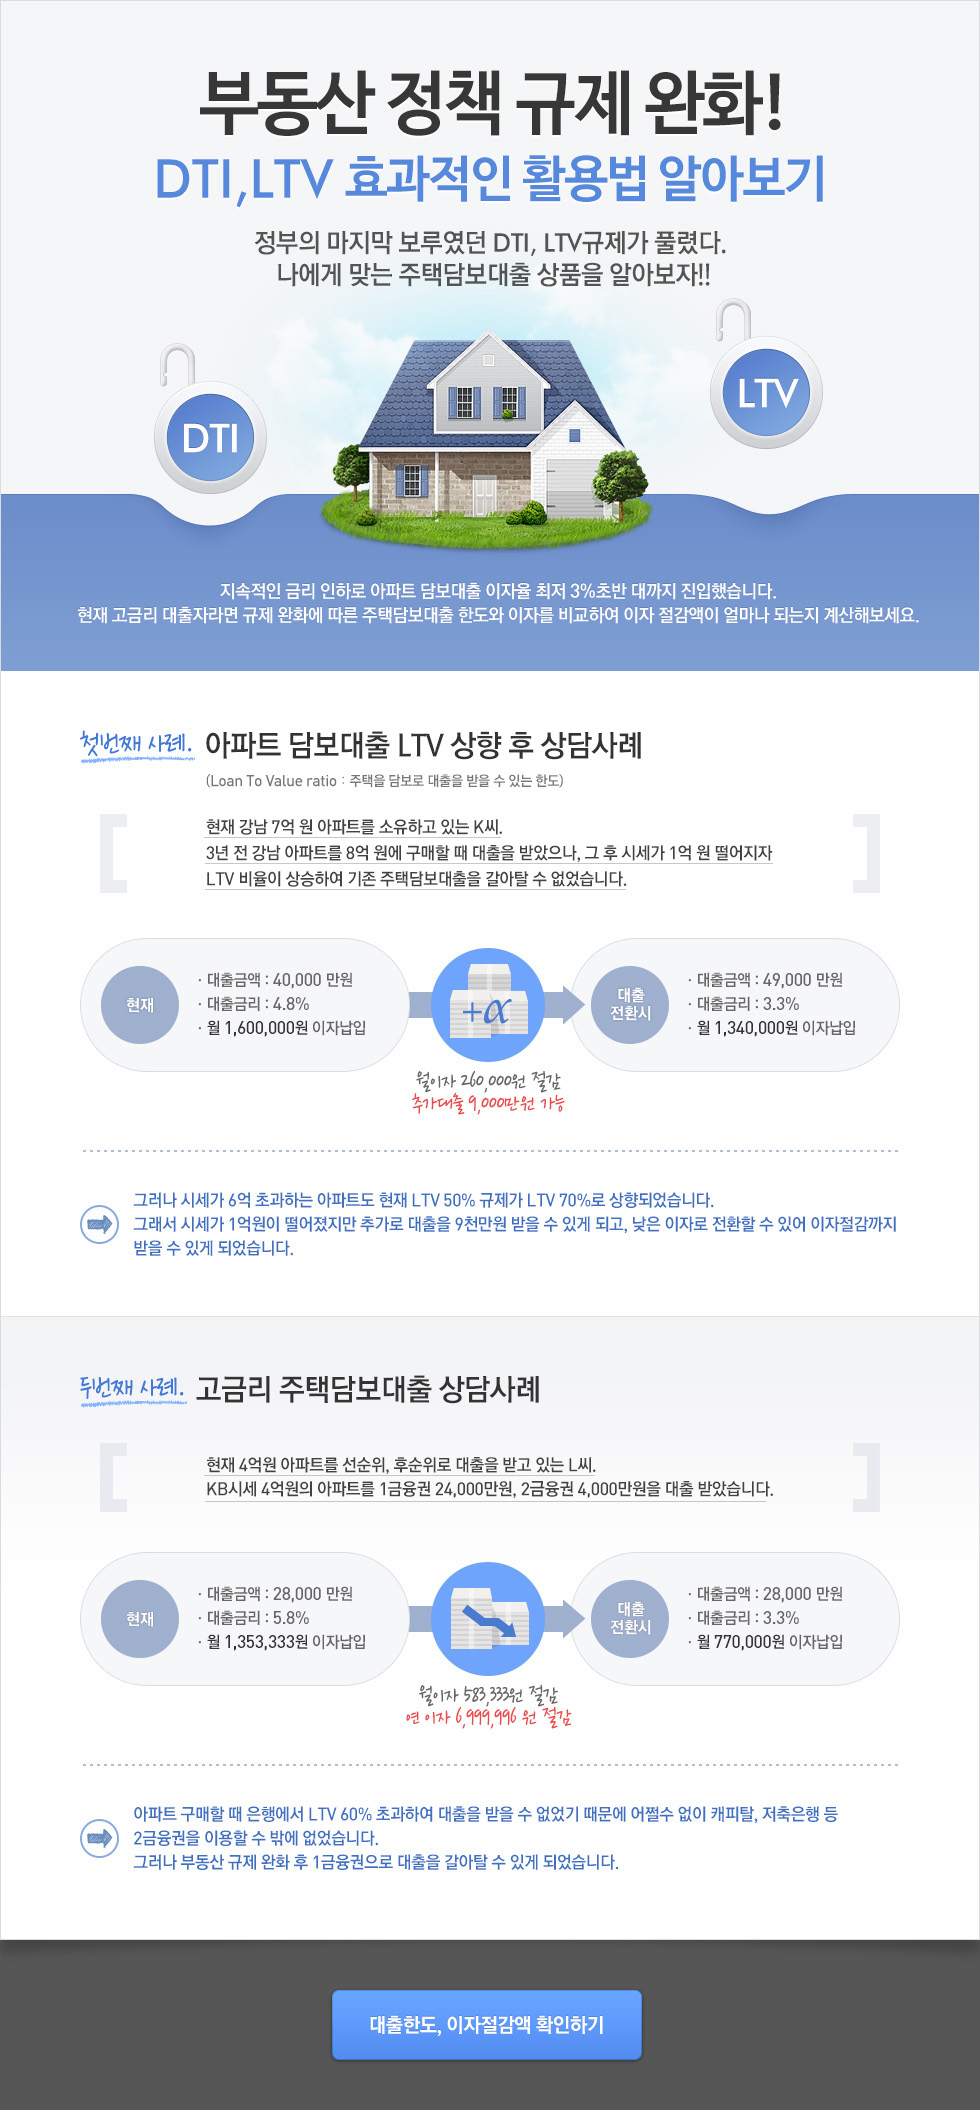 부동산 정책 규제 완화!
DTI,LTV 효과적인 활용법 알아보기
정부의 마지막 보루였던 DTI, LTV규제가 풀렸다.
나에게 맞는 주택담보대출 상품을 알아보자!!
LTV
DTI
지속적인 금리 인하로 아파트 담보대출 이자율 최저 3%초반 대까지 진입했습니다.
현재 고금리 대출자라면 규제 완화에 따른 주택담보대출 한도와 이자를 비교하여 이자 절감액이 얼마나 되는지 계산해보세요.
첫번째 사례. 아파트 담보대출 LTV 상향 후 상담사례
(Loan To Value ratio : 주택을 담보로 대출을 받을 수 있는 한도)
현재 강남 7억 원 아파트를 소유하고 있는 K씨.
3년 전 강남 아파트를 8억 원에 구매할 때 대출을 받았으나, 그 후 시세가 1억 원 떨어지자
LTV 비율이 상승하여 기존 주택담보대출을 갈아탈 수 없었습니다.
현재
· 대출금액 : 40,000 만원
· 대출금리 : 4.8%
· 월 1,600,000원 이자납입
+α
대출
전환시
· 대출금액 : 49,000 만원
· 대출금리 : 3.3%
· 월 1,340,000원 이자납입
월이자 260,000원 절감
추가대출 9,000만원 가능
그러나 시세가 6억 초과하는 아파트도 현재 LTV 50% 규제가 LTV 70%로 상향되었습니다.
그래서 시세가 1억원이 떨어졌지만 추가로 대출을 9천만원 받을 수 있게 되고, 낮은 이자로 전환할 수 있어 이자절감까지
받을 수 있게 되었습니다.
두번째 사례. 고금리 주택담보대출 상담사례
현재 4억원 아파트를 선순위, 후순위로 대출을 받고 있는 L씨.
KB시세 4억원의 아파트를 1금융권 24,000만원, 2금융권 4,000만원을 대출 받았습니다.
현재
· 대출금액 : 28,000 만원
· 대출금리 : 5.8%
· 월 1,353,333원 이자납입
대출
전환시
· 대출금액 : 28,000 만원
· 대출금리 : 3.3%
· 월 770,000원 이자납입
월이자 583,333원 절감
연 이자 6,999,996 원 절감
아파트 구매할 때 은행에서 LTV 60% 초과하여 대출을 받을 수 없었기 때문에 어쩔수 없이 캐피탈, 저축은행 등
2금융권을 이용할 수 밖에 없었습니다.
그러나 부동산 규제 완화 후 1금융권으로 대출을 갈아탈 수 있게 되었습니다.
대출한도, 이자절감액 확인하기